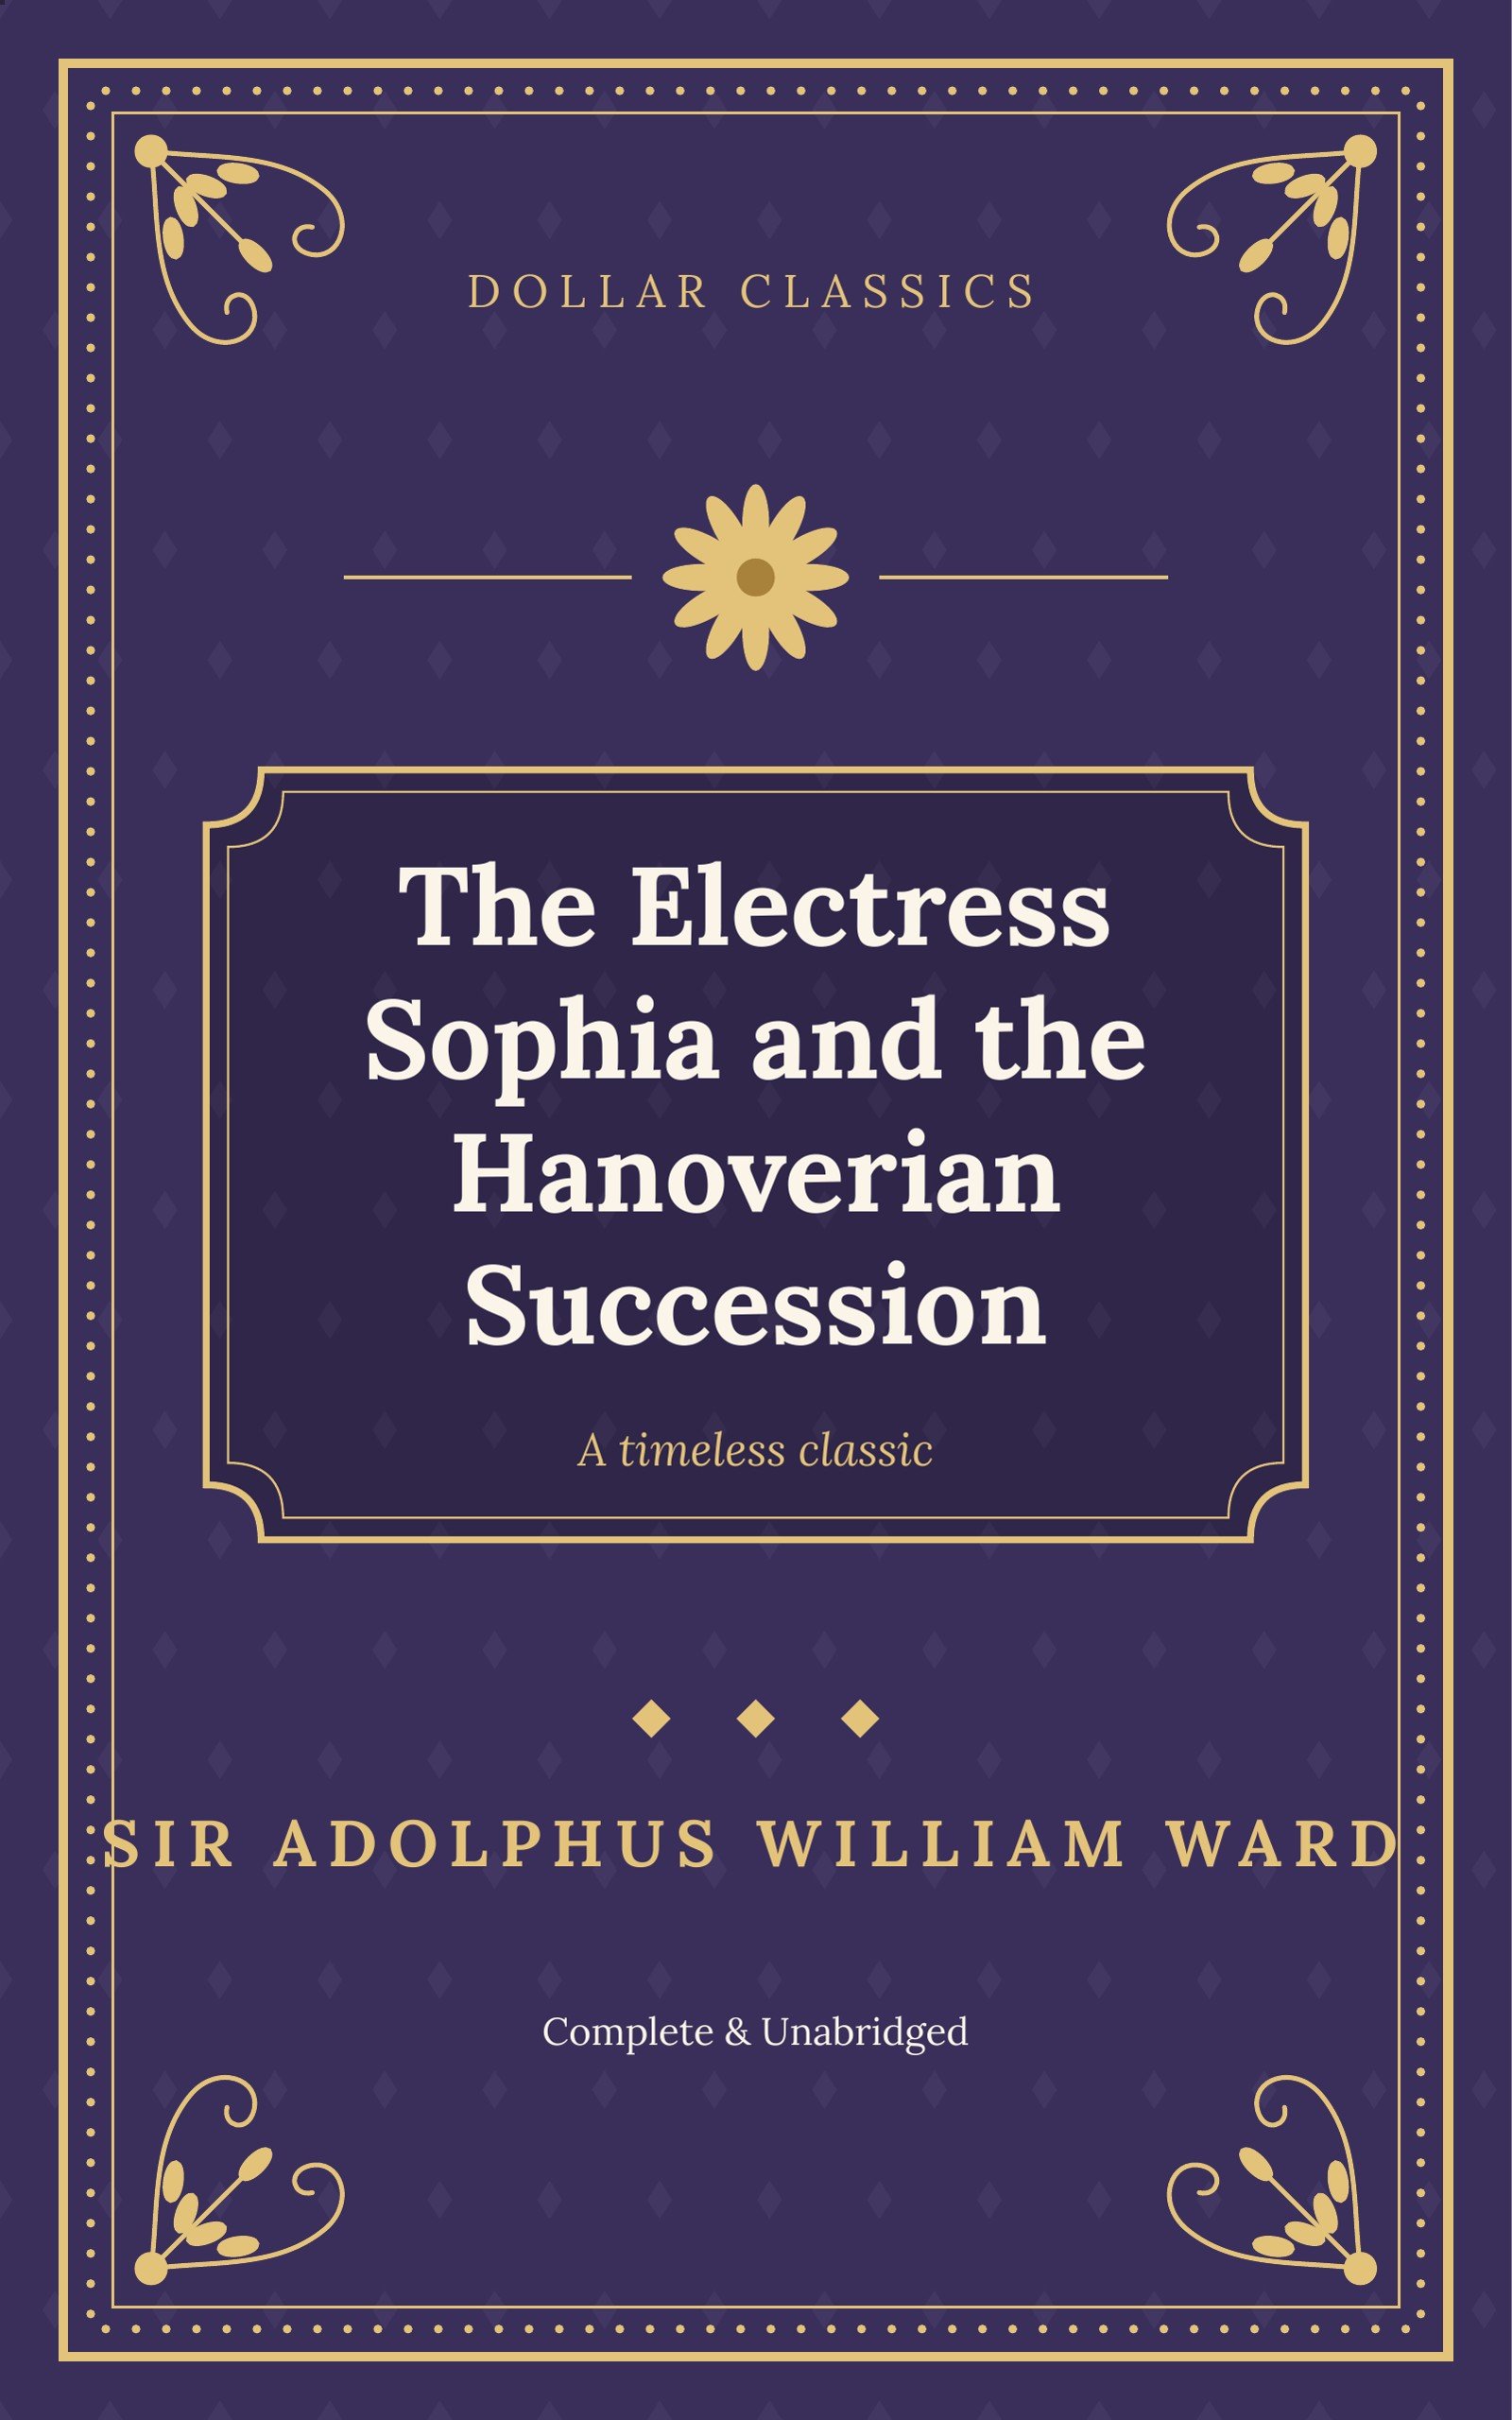 DOLLAR CLASSICS
The Electress
Sophia and the
Hanoverian
Succession
A timeless classic
SIR ADOLPHUS WILLIAM WARD
Complete & Unabridged